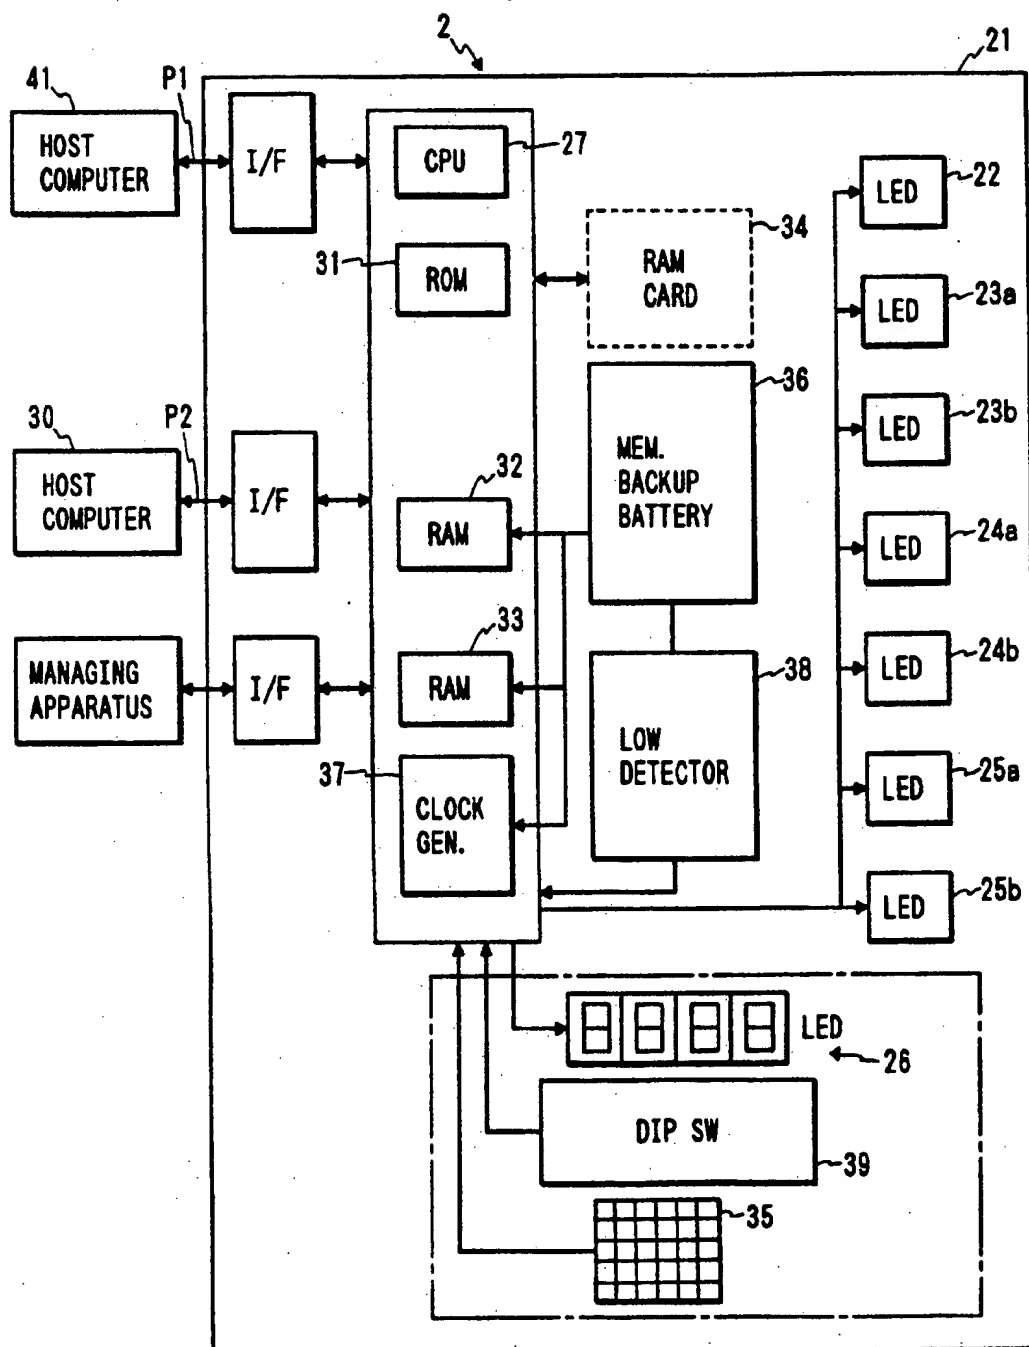 2
21
41
P1
HOST
COMPUTER
I/F
CPU
27
LED
22
31
ROM
34
RAM
CARD
LED
23a
36
30
P2
HOST
COMPUTER
I/F
32
RAM
MEM.
BACKUP
BATTERY
LED
23b
LED
24a
MANAGING
APPARATUS
I/F
33
RAM
38
LOW
DETECTOR
LED
24b
37
CLOCK
GEN.
LED
25a
LED
25b
LED
26
DIP SW
39
35